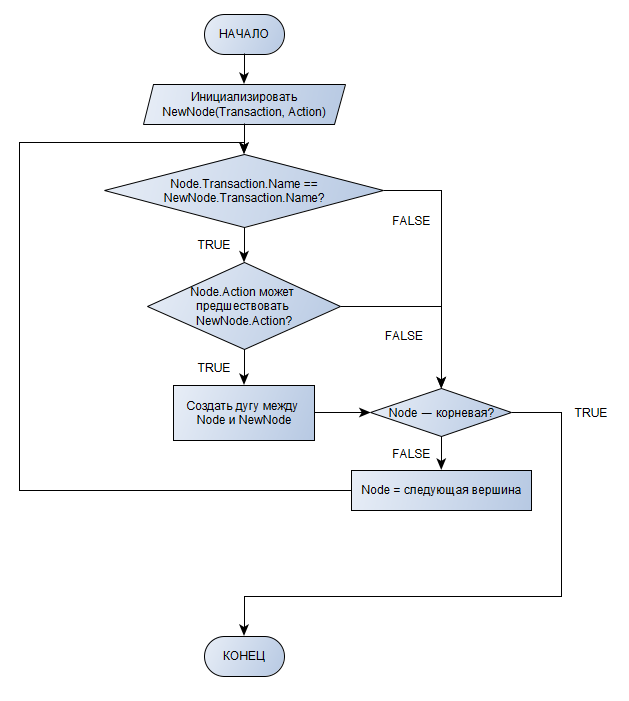 НАЧАЛО
Инициализировать
NewNode(Transaction, Action)
Node.Transaction.Name ==
NewNode.Transaction.Name?
FALSE
TRUE
Node.Action может
предшествовать
NewNode.Action?
FALSE
TRUE
Создать дугу между
Node и NewNode
Node — корневая?
TRUE
FALSE
Node = следующая вершина
КОНЕЦ